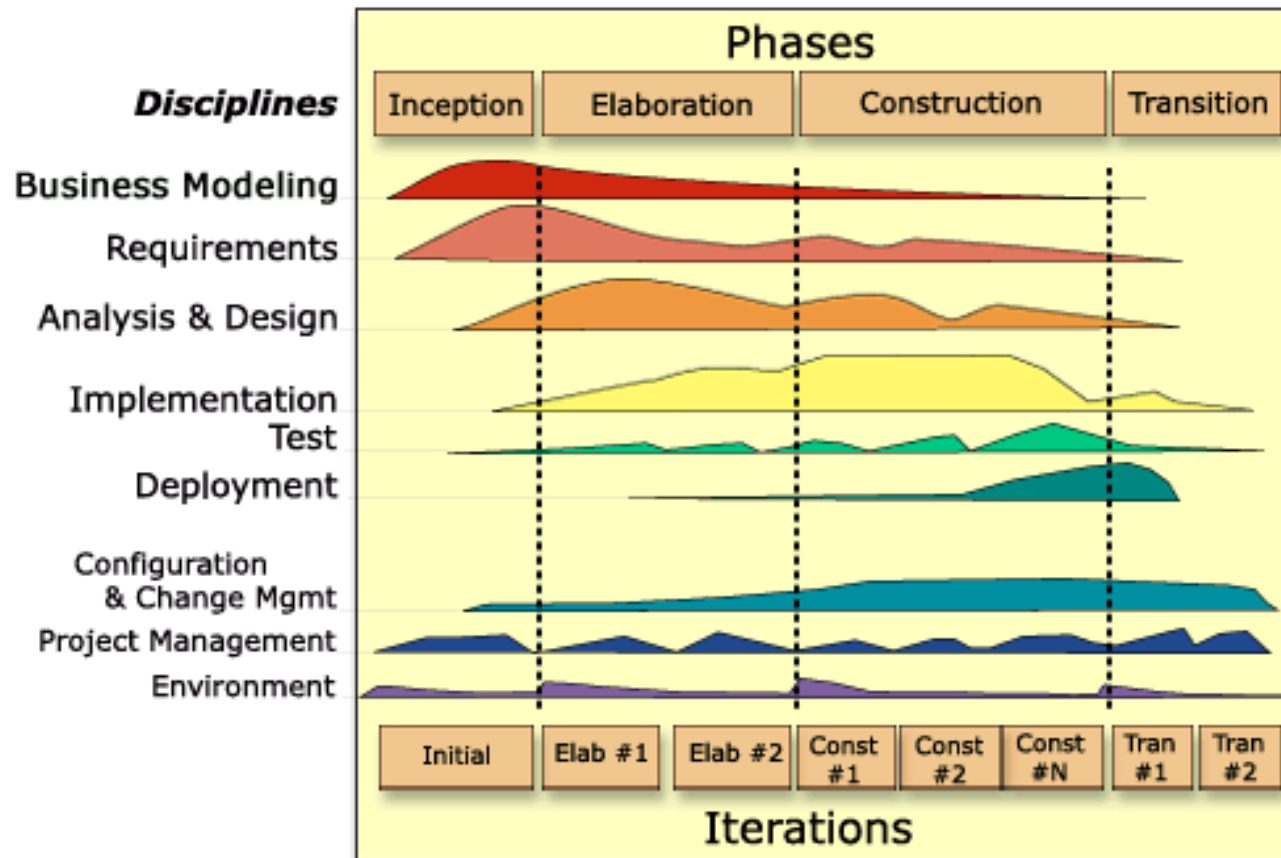 Phases
Disciplines
Inception
Elaboration
Construction
Transition
Business Modeling
Requirements
Analysis & Design
Implementation
Test
Deployment
Configuration
& Change Mgmt
Project Management
Environment
Initial
Elab #1
Elab #2
Const
#1
Const
#2
Const
#N
Tran
#1
Tran
#2
Iterations